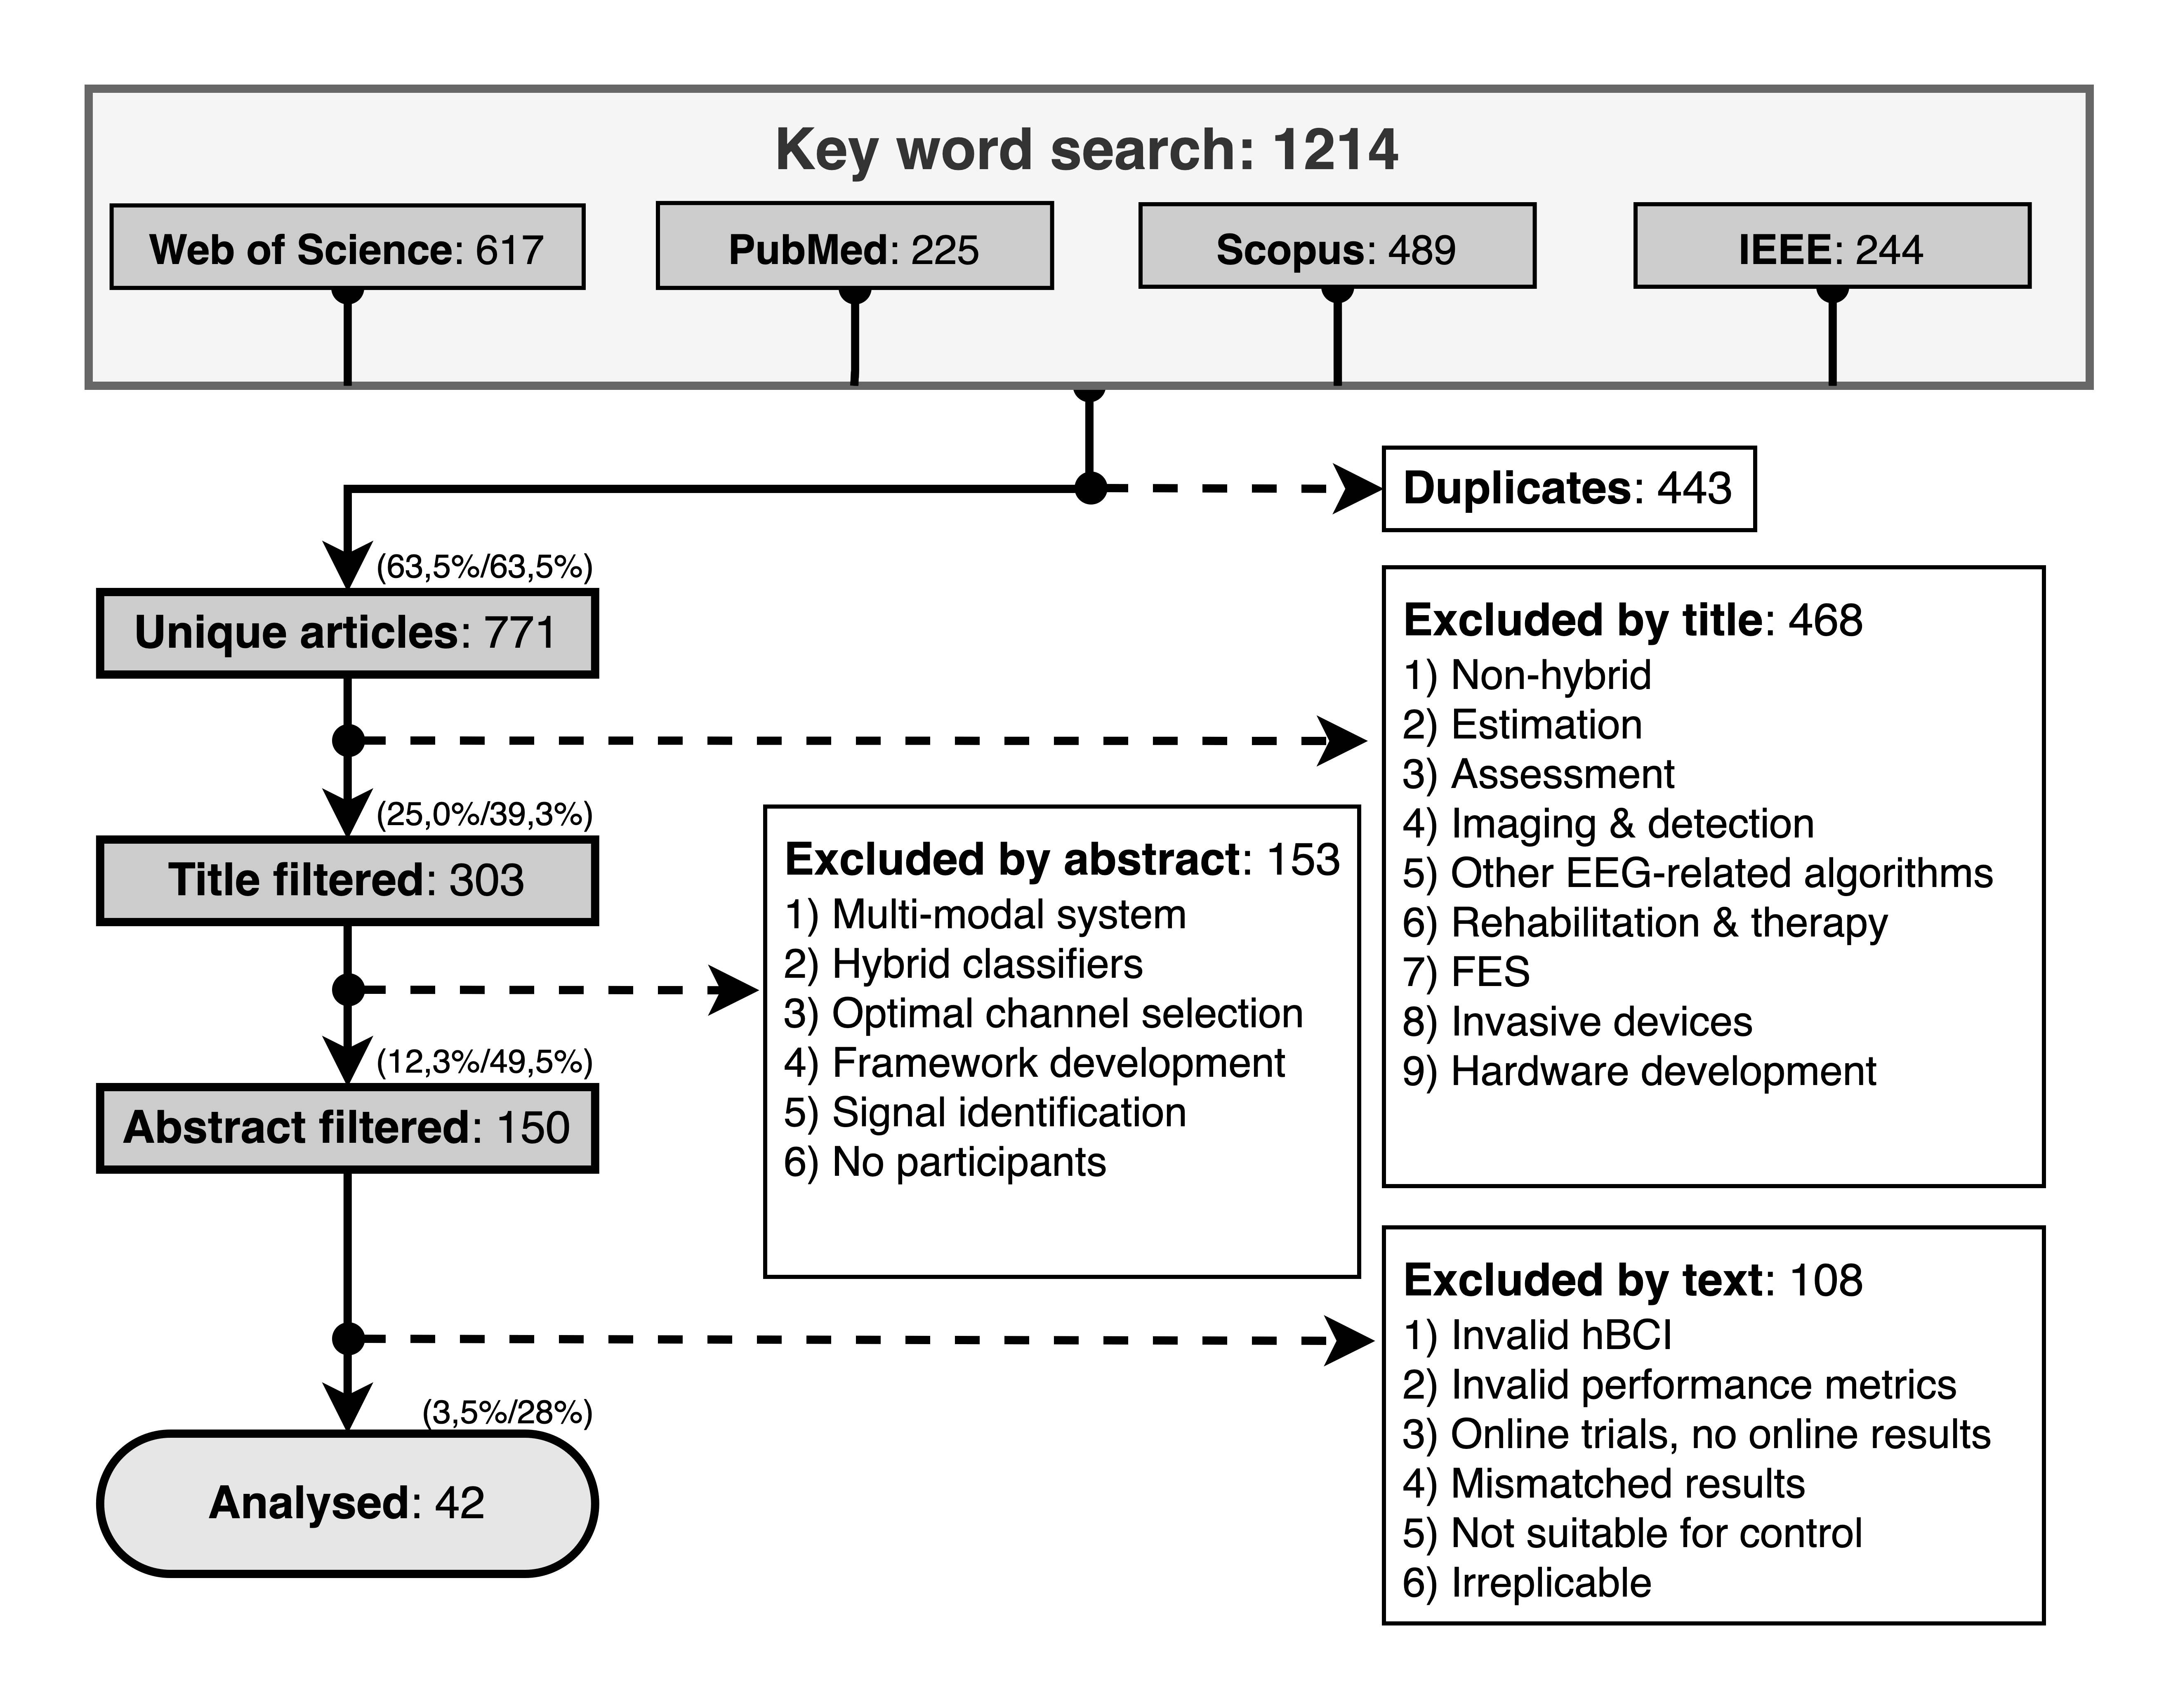 Key word search: 1214
Web of Science: 617
PubMed: 225
Scopus: 489
IEEE: 244
Duplicates: 443
(63,5%/63,5%)
Unique articles: 771
Excluded by title: 468
1) Non-hybrid
2) Estimation
3) Assessment
4) Imaging & detection
5) Other EEG-related algorithms
6) Rehabilitation & therapy
7) FES
8) Invasive devices
9) Hardware development
(25,0%/39,3%)
Title filtered: 303
Excluded by abstract: 153
1) Multi-modal system
2) Hybrid classifiers
3) Optimal channel selection
4) Framework development
5) Signal identification
6) No participants
(12,3%/49,5%)
Abstract filtered: 150
Excluded by text: 108
1) Invalid hBCI
2) Invalid performance metrics
3) Online trials, no online results
4) Mismatched results
5) Not suitable for control
6) Irreplicable
(3,5%/28%)
Analysed: 42